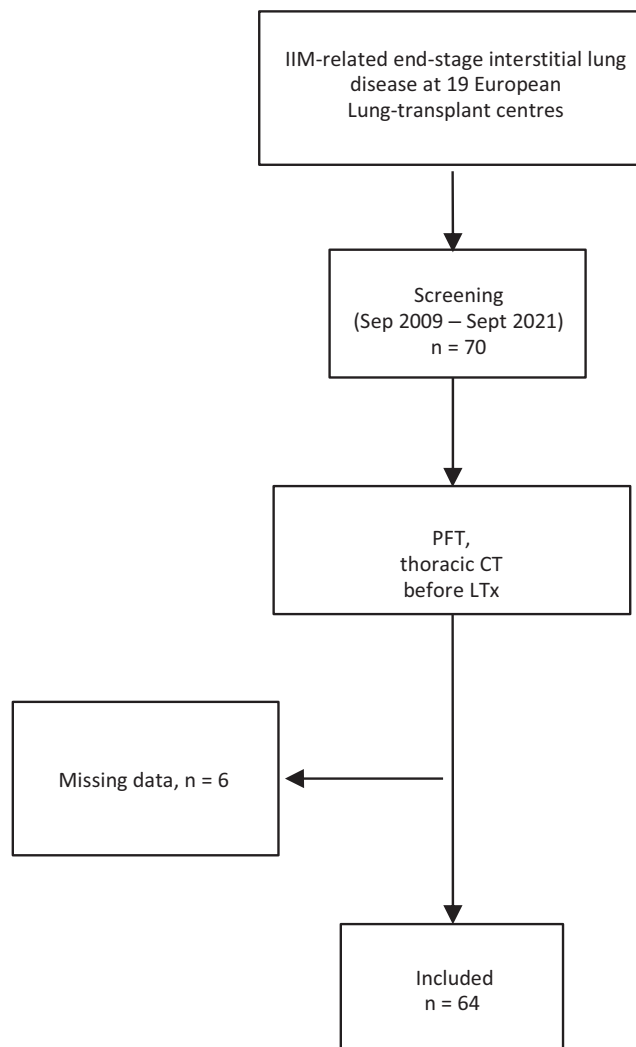 IIM-related end-stage interstitial lung
disease at 19 European
Lung-transplant centres
Screening
(Sep 2009 – Sept 2021)
n = 70
PFT,
thoracic CT
before LTx
Missing data, n = 6
Included
n = 64